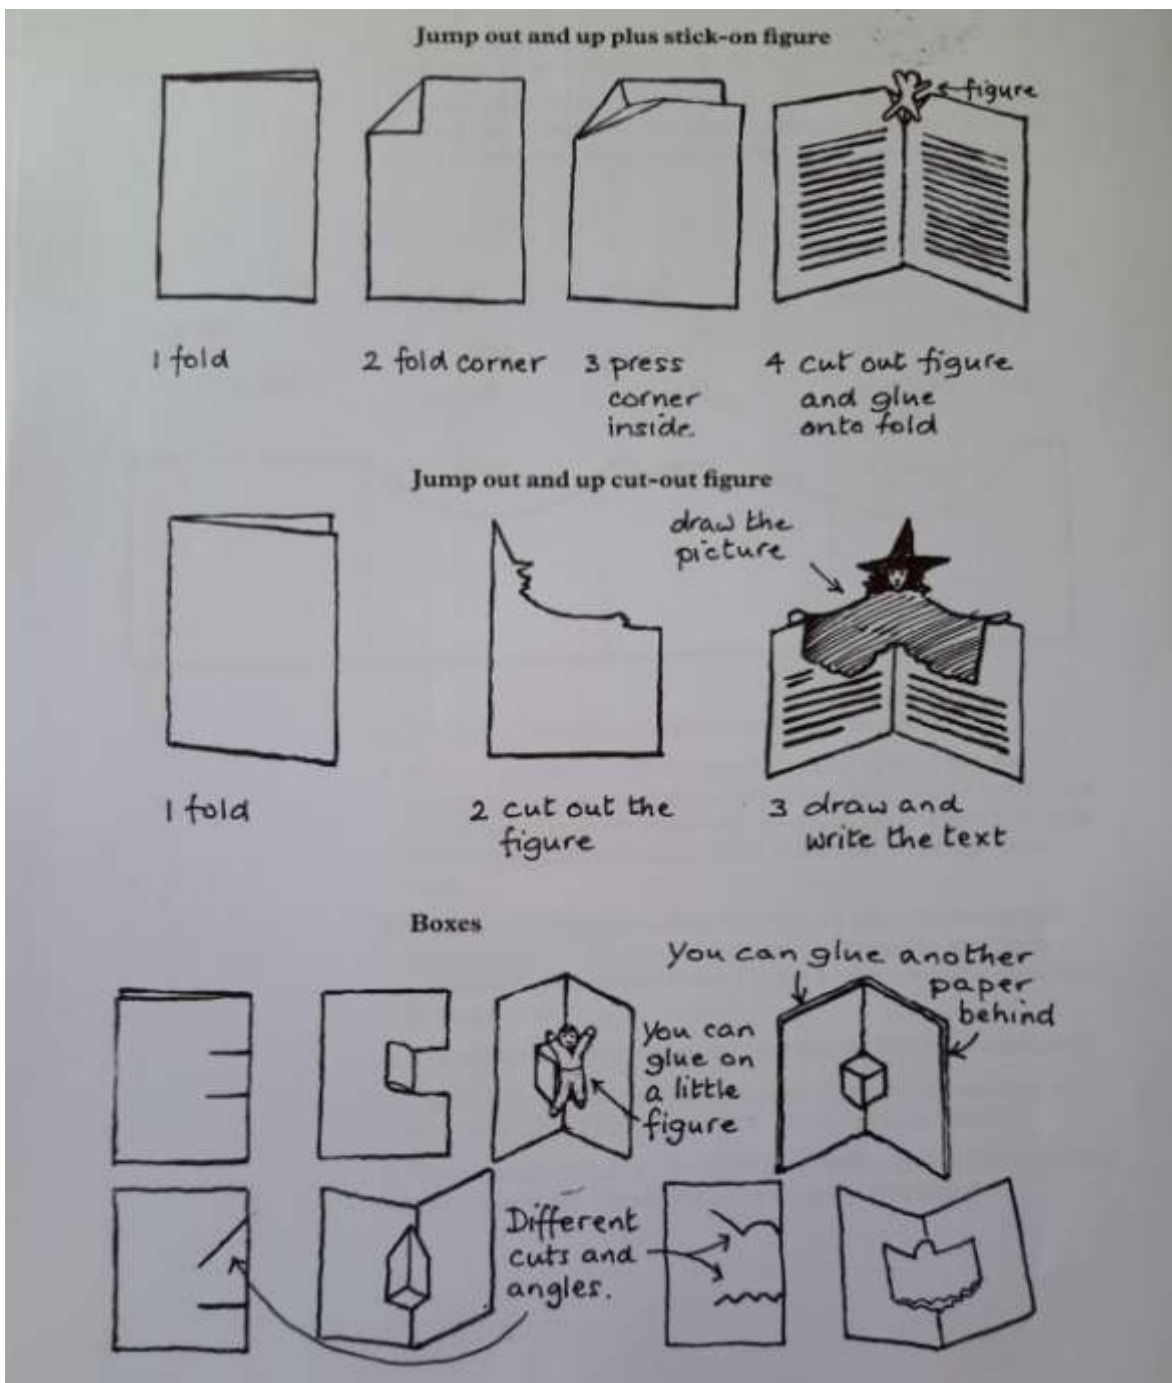 Jump out and up plus stick-on figure
figure
1 fold
2 fold corner
3 press
corner
inside.
4 cut out figure
and glue
onto fold
Jump out and up cut-out figure
draw the
picture
1 fold
2 cut out the
figure
3 draw and
write the text
Boxes
You can glue another
paper
behind
You can
glue on
a little
figure
Different
cuts and
angles.